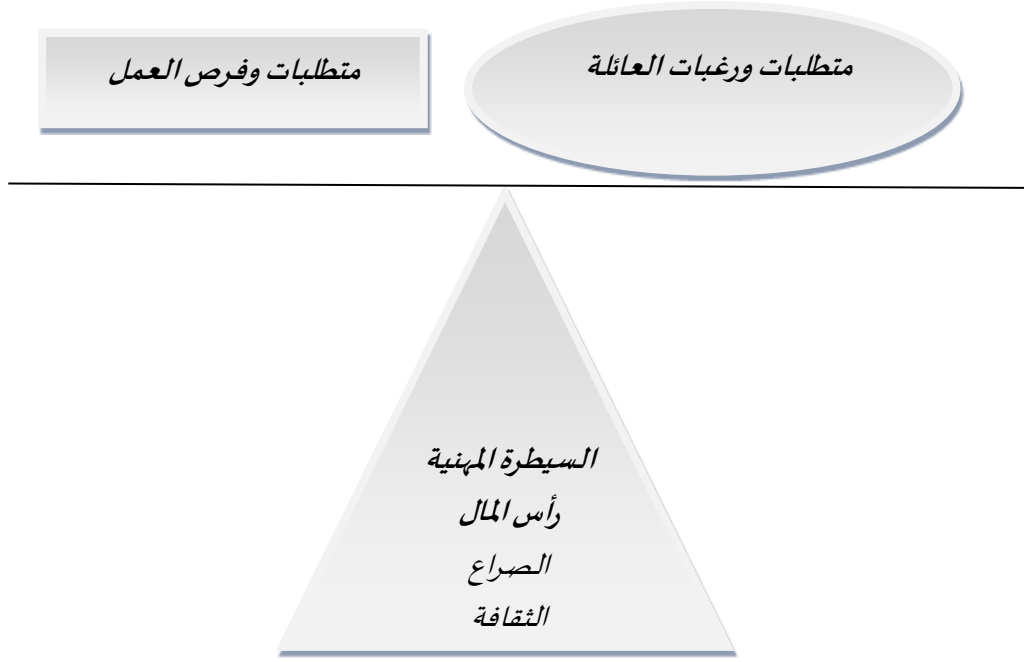 متطلبات ورغبات العائلة
متطلبات وفرص العمل
السيطرة المهنية
رأس المال
الصراع
الثقافة